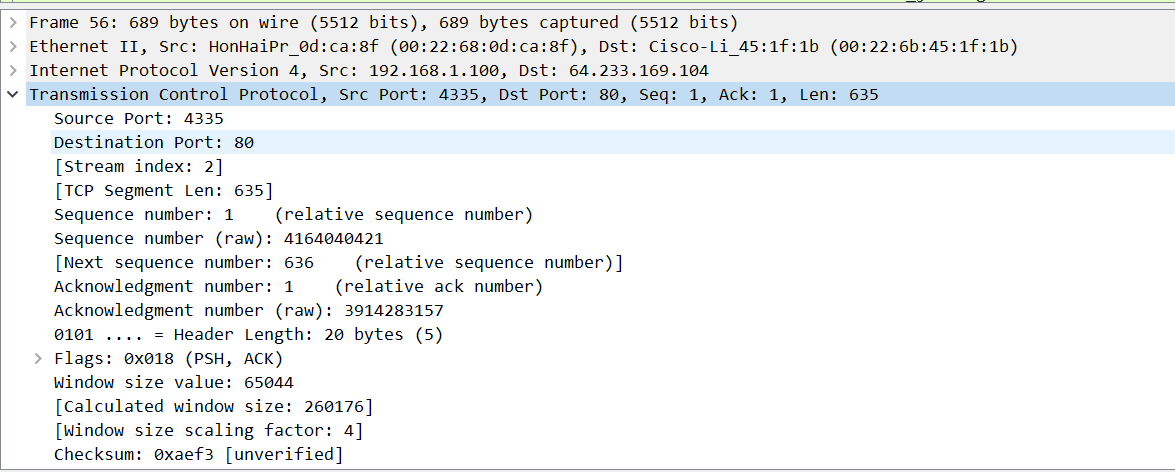 Frame 56: 689 bytes on wire (5512 bits), 689 bytes captured (5512 bits)
Ethernet II, Src: HonHaiPr_0d:ca:8f (00:22:68:0d:ca:8f), Dst: Cisco-Li_45:1f:1b (00:22:6b:45:1f:1b)
Internet Protocol Version 4, Src: 192.168.1.100, Dst: 64.233.169.104
Transmission Control Protocol, Src Port: 4335, Dst Port: 80, Seq: 1, Ack: 1, Len: 635
Source Port: 4335
Destination Port: 80
[Stream index: 2]
[TCP Segment Len: 635]
Sequence number: 1    (relative sequence number)
Sequence number (raw): 4164040421
[Next sequence number: 636    (relative sequence number)]
Acknowledgment number: 1    (relative ack number)
Acknowledgment number (raw): 3914283157
0101 .... = Header Length: 20 bytes (5)
Flags: 0x018 (PSH, ACK)
Window size value: 65044
[Calculated window size: 260176]
[Window size scaling factor: 4]
Checksum: 0xaef3 [unverified]